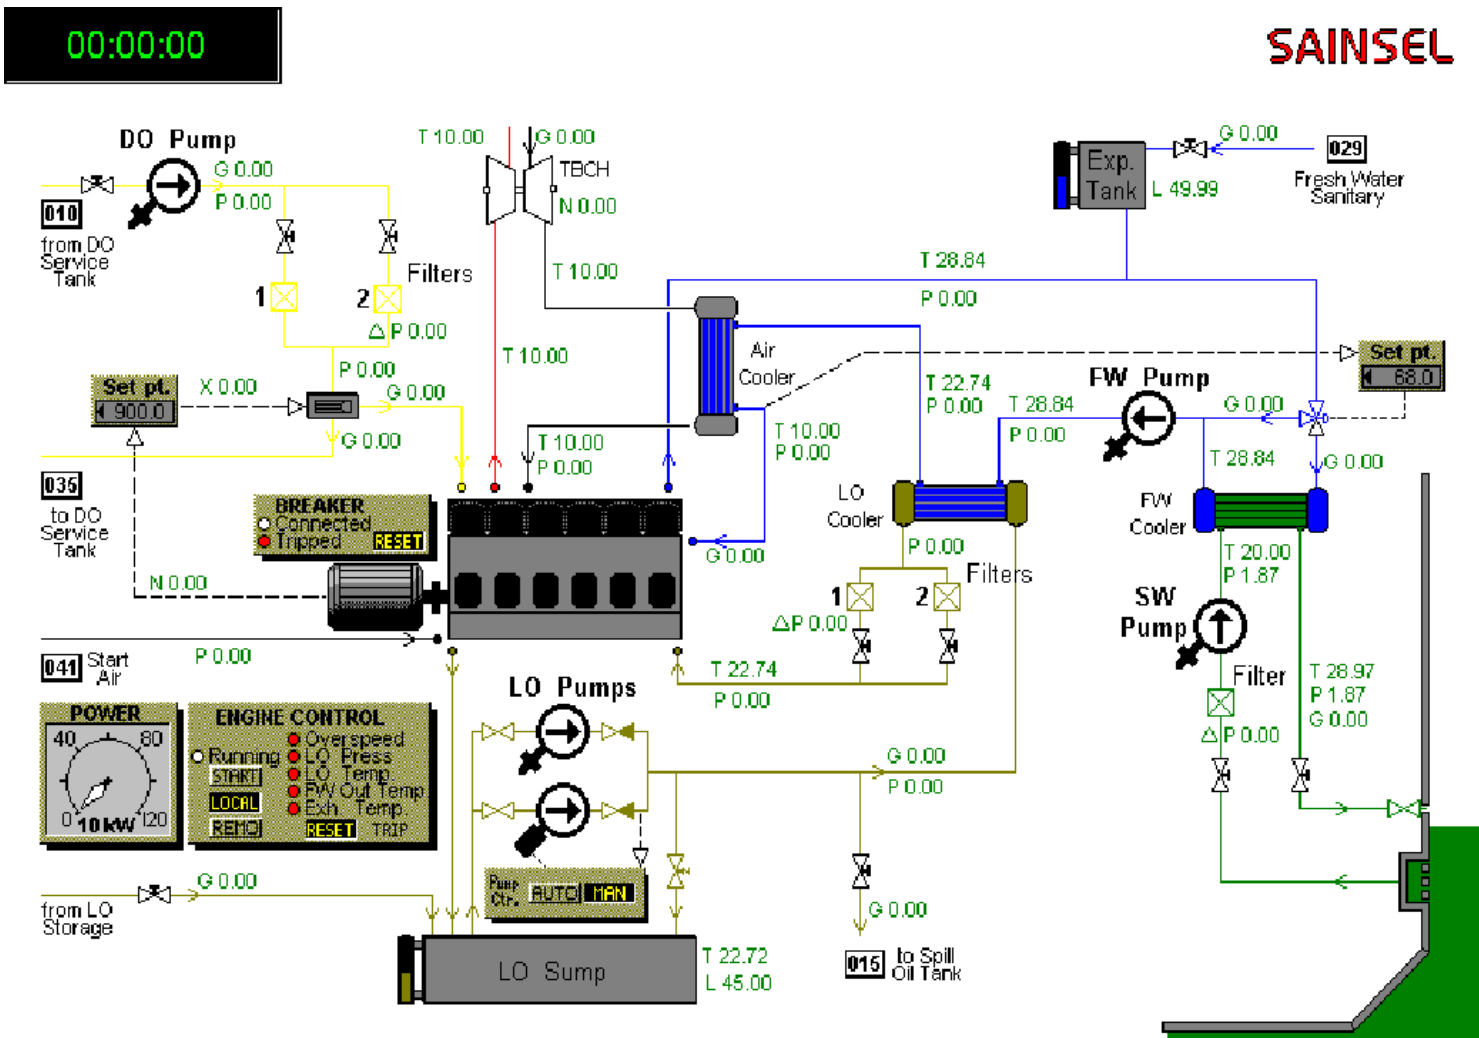 00:00:00
SAINSEL
DO Pump
G 0.00
P 0.00
010
from DO
Service
Tank
1
2
Filters
△ P 0.00
P 0.00
Set pt.
900.0
X 0.00
G 0.00
G 0.00
035
to DO
Service
Tank
T 10.00
G 0.00
TBCH
N 0.00
T 10.00
T 10.00
Air
Cooler
T 10.00
P 0.00
T 10.00
P 0.00
Exp.
Tank
L 49.99
G 0.00
029
Fresh Water
Sanitary
T 28.84
P 0.00
Set pt.
68.0
FW Pump
T 22.74
P 0.00
T 28.84
P 0.00
G 0.00
T 28.84
G 0.00
LO
Cooler
FW
Cooler
BREAKER
Connected
Tripped
RESET
G 0.00
P 0.00
Filters
1
2
△P 0.00
T 20.00
P 1.87
SW
Pump
Filter
△ P 0.00
T 28.97
P 1.87
G 0.00
N 0.00
041
Start
Air
P 0.00
T 22.74
P 0.00
LO Pumps
POWER
40
80
0
10 kW
120
ENGINE CONTROL
Running
START
LOCAL
REMO
Overspeed
LO Press
LO Temp.
FW Out Temp
Exh. Temp.
RESET
TRIP
G 0.00
P 0.00
Pump
Ctr.
AUTO
MAN
G 0.00
from LO
Storage
LO Sump
T 22.72
L 45.00
G 0.00
015
to Spill
Oil Tank